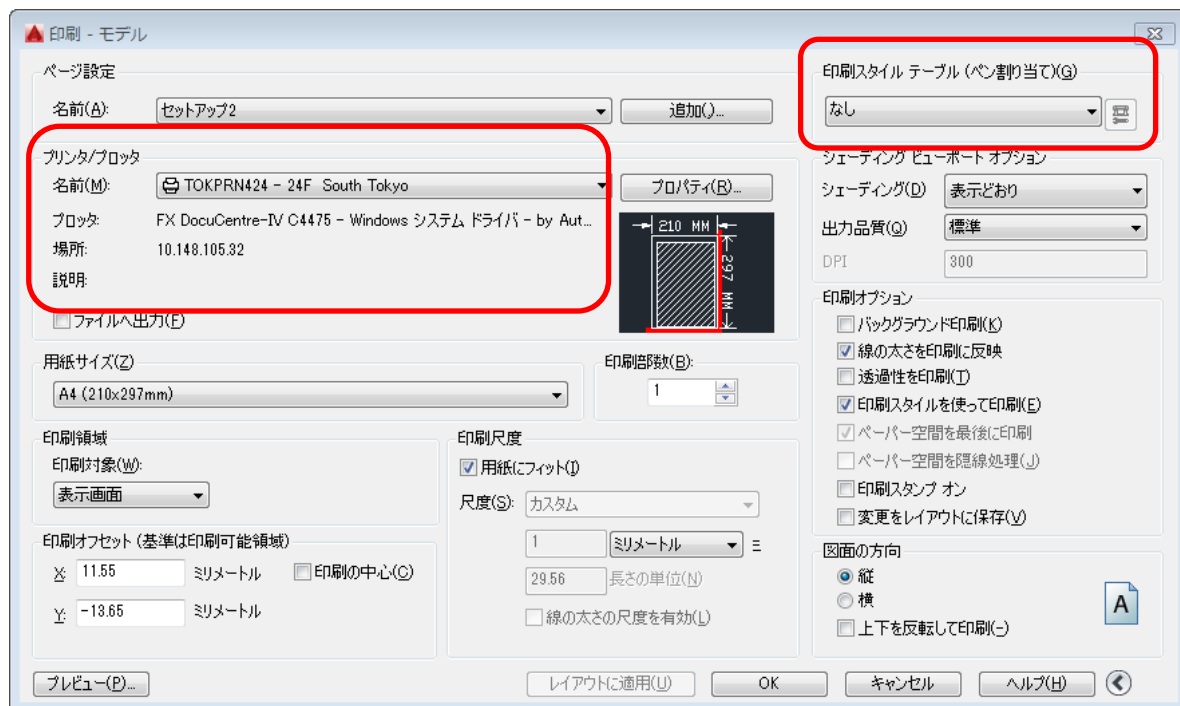 印刷 - モデル
ページ設定
名前(A):
セットアップ2
追加()...
プリンタ/プロッタ
名前(M):
TOKPRN424 - 24F South Tokyo
プロパティ(R)...
プロッタ:
FX DocuCentre-IV C4475 - Windows システム ドライバ - by Aut...
場所:
10.148.105.32
説明:
210 MM
297 MM
ファイルへ出力(F)
用紙サイズ(Z)
A4 (210x297mm)
印刷部数(B):
1
印刷領域
印刷対象(W):
表示画面
印刷オフセット (基準は印刷可能領域)
X:
11.55
ミリメートル
印刷の中心(C)
Y:
-13.65
ミリメートル
印刷尺度
用紙にフィット(I)
尺度(S):
カスタム
1
ミリメートル
=
29.56
長さの単位(N)
線の太さの尺度を有効(L)
印刷スタイル テーブル (ペン割り当て)(G)
なし
シェーディング ビューポート オプション
シェーディング(D)
表示どおり
出力品質(Q)
標準
DPI
300
印刷オプション
バックグラウンド印刷(K)
線の太さを印刷に反映
透過性を印刷(T)
印刷スタイルを使って印刷(E)
ペーパー空間を最後に印刷
ペーパー空間を隠線処理(J)
印刷スタンプ オン
変更をレイアウトに保存(V)
図面の方向
縦
横
上下を反転して印刷(-)
A
プレビュー(P)...
レイアウトに適用(U)
OK
キャンセル
ヘルプ(H)